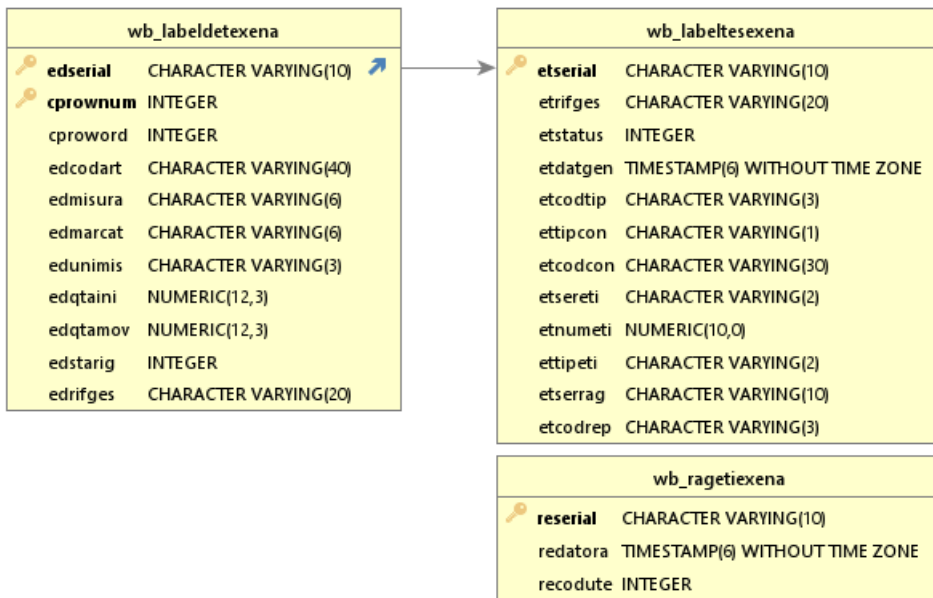 wb_labeldetexena
edserial CHARACTER VARYING(10)
cprownum INTEGER
cproword INTEGER
edcodart CHARACTER VARYING(40)
edmisura CHARACTER VARYING(6)
edmarcat CHARACTER VARYING(6)
edunimis CHARACTER VARYING(3)
edqtaini NUMERIC(12,3)
edqtamov NUMERIC(12,3)
edstarig INTEGER
edrifges CHARACTER VARYING(20)
wb_labeltesexena
etserial CHARACTER VARYING(10)
etrifges CHARACTER VARYING(20)
etstatus INTEGER
etdatgen TIMESTAMP(6) WITHOUT TIME ZONE
etcodtip CHARACTER VARYING(3)
ettipcon CHARACTER VARYING(1)
etcodcon CHARACTER VARYING(30)
etsereti CHARACTER VARYING(2)
etnumeti NUMERIC(10,0)
ettipeti CHARACTER VARYING(2)
etserrag CHARACTER VARYING(10)
etcodrep CHARACTER VARYING(3)
wb_ragetiexena
reserial CHARACTER VARYING(10)
redatora TIMESTAMP(6) WITHOUT TIME ZONE
recodute INTEGER